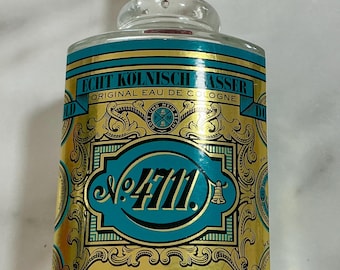 ECHT KÖLNISCH WASSER
ORIGINAL EAU DE COLOGNE
No. 4711.